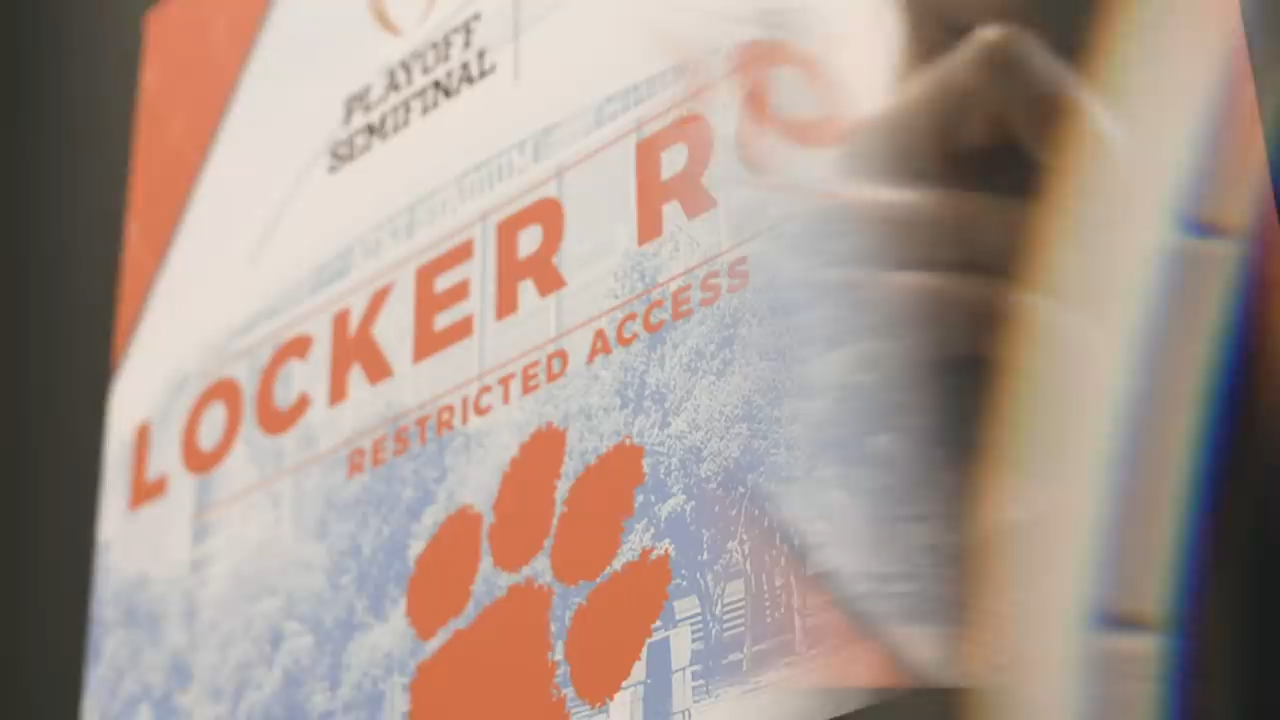 PLAYOFF
SEMIFINAL
LOCKER R
RESTRICTED ACCESS